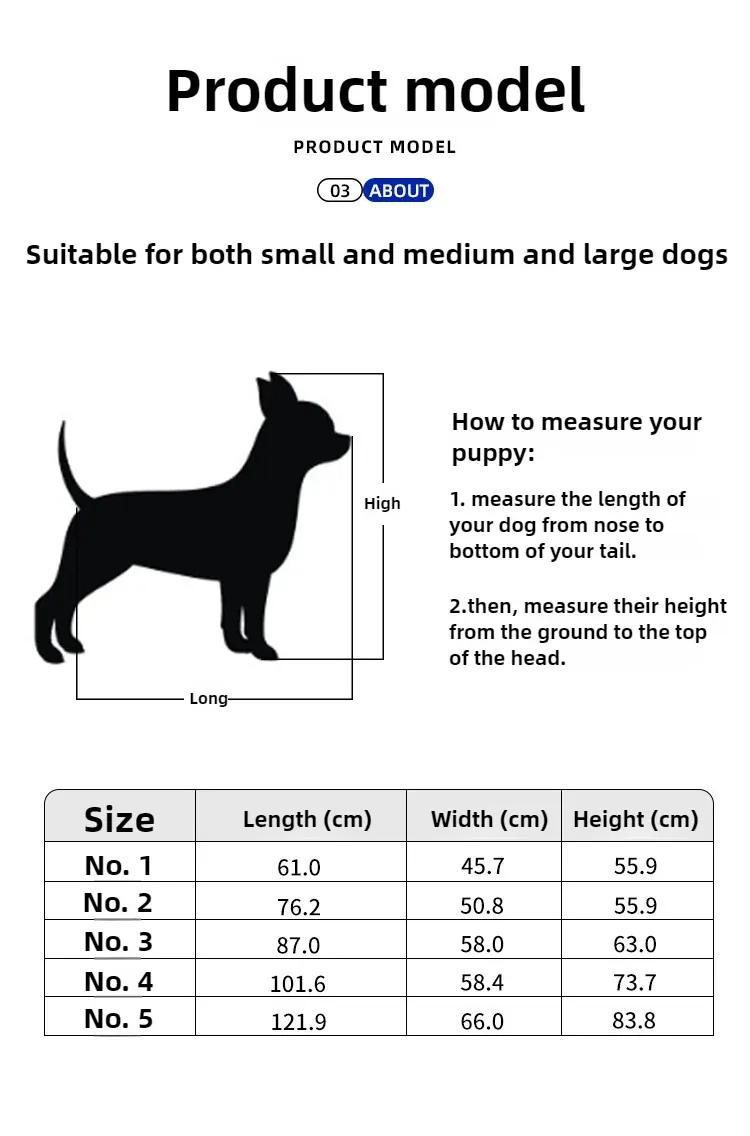 Product model
PRODUCT MODEL
03 ABOUT
Suitable for both small and medium and large dogs
How to measure your
puppy:
High
1. measure the length of
your dog from nose to
bottom of your tail.
2.then, measure their height
from the ground to the top
of the head.
Long
Size Length (cm) Width (cm) Height (cm)
No. 1 61.0 45.7 55.9
No. 2 76.2 50.8 55.9
No. 3 87.0 58.0 63.0
No. 4 101.6 58.4 73.7
No. 5 121.9 66.0 83.8